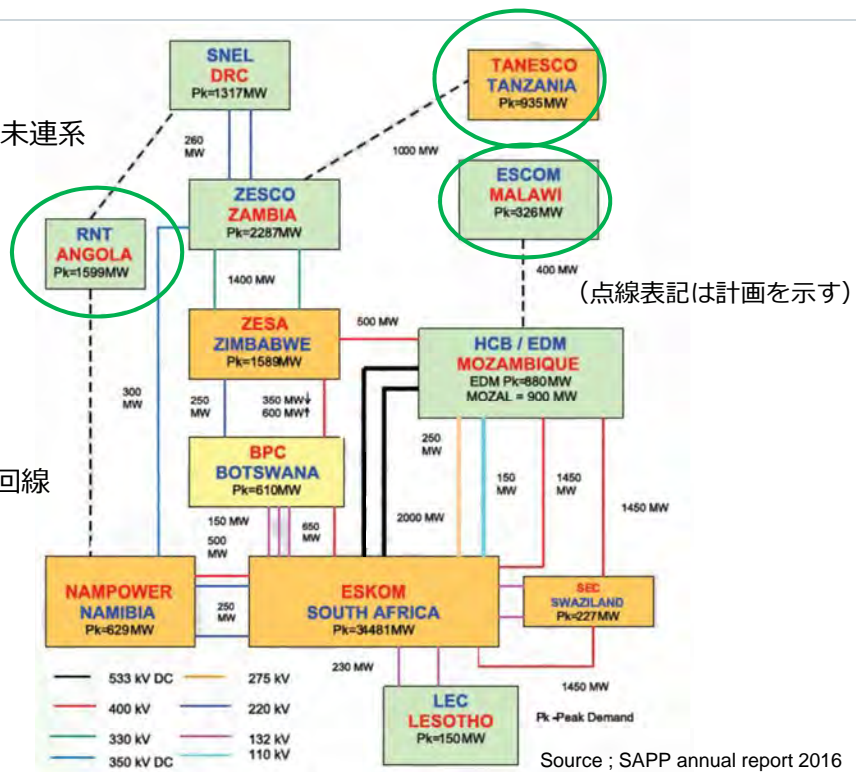 SNEL
DRC
Pk=1317MW
TANESCO
TANZANIA
Pk=935MW
未連系
260
MW
1000 MW
ZESCO
ZAMBIA
Pk=2287MW
ESCOM
MALAWI
Pk=326MW
RNT
ANGOLA
Pk=1599MW
1400 MW
400 MW
(点線表記は計画を示す)
ZESA
ZIMBABWE
Pk=1589MW
500 MW
HCB / EDM
MOZAMBIQUE
EDM Pk=880MW
MOZAL = 900 MW
300
MW
250
MW
350 MW↓
600 MW↑
BPC
BOTSWANA
Pk=610MW
250
MW
回線
150
MW
1450
MW
1450 MW
150 MW
500
MW
650
MW
2000 MW
NAMPOWER
NAMIBIA
Pk=629MW
250
MW
ESKOM
SOUTH AFRICA
Pk=34481MW
SEC
SWAZILAND
Pk=227MW
230 MW
1450 MW
533 kV DC
275 kV
400 kV
220 kV
330 kV
132 kV
350 kV DC
110 kV
LEC
LESOTHO
Pk=150MW
Pk -Peak Demand
Source ; SAPP annual report 2016